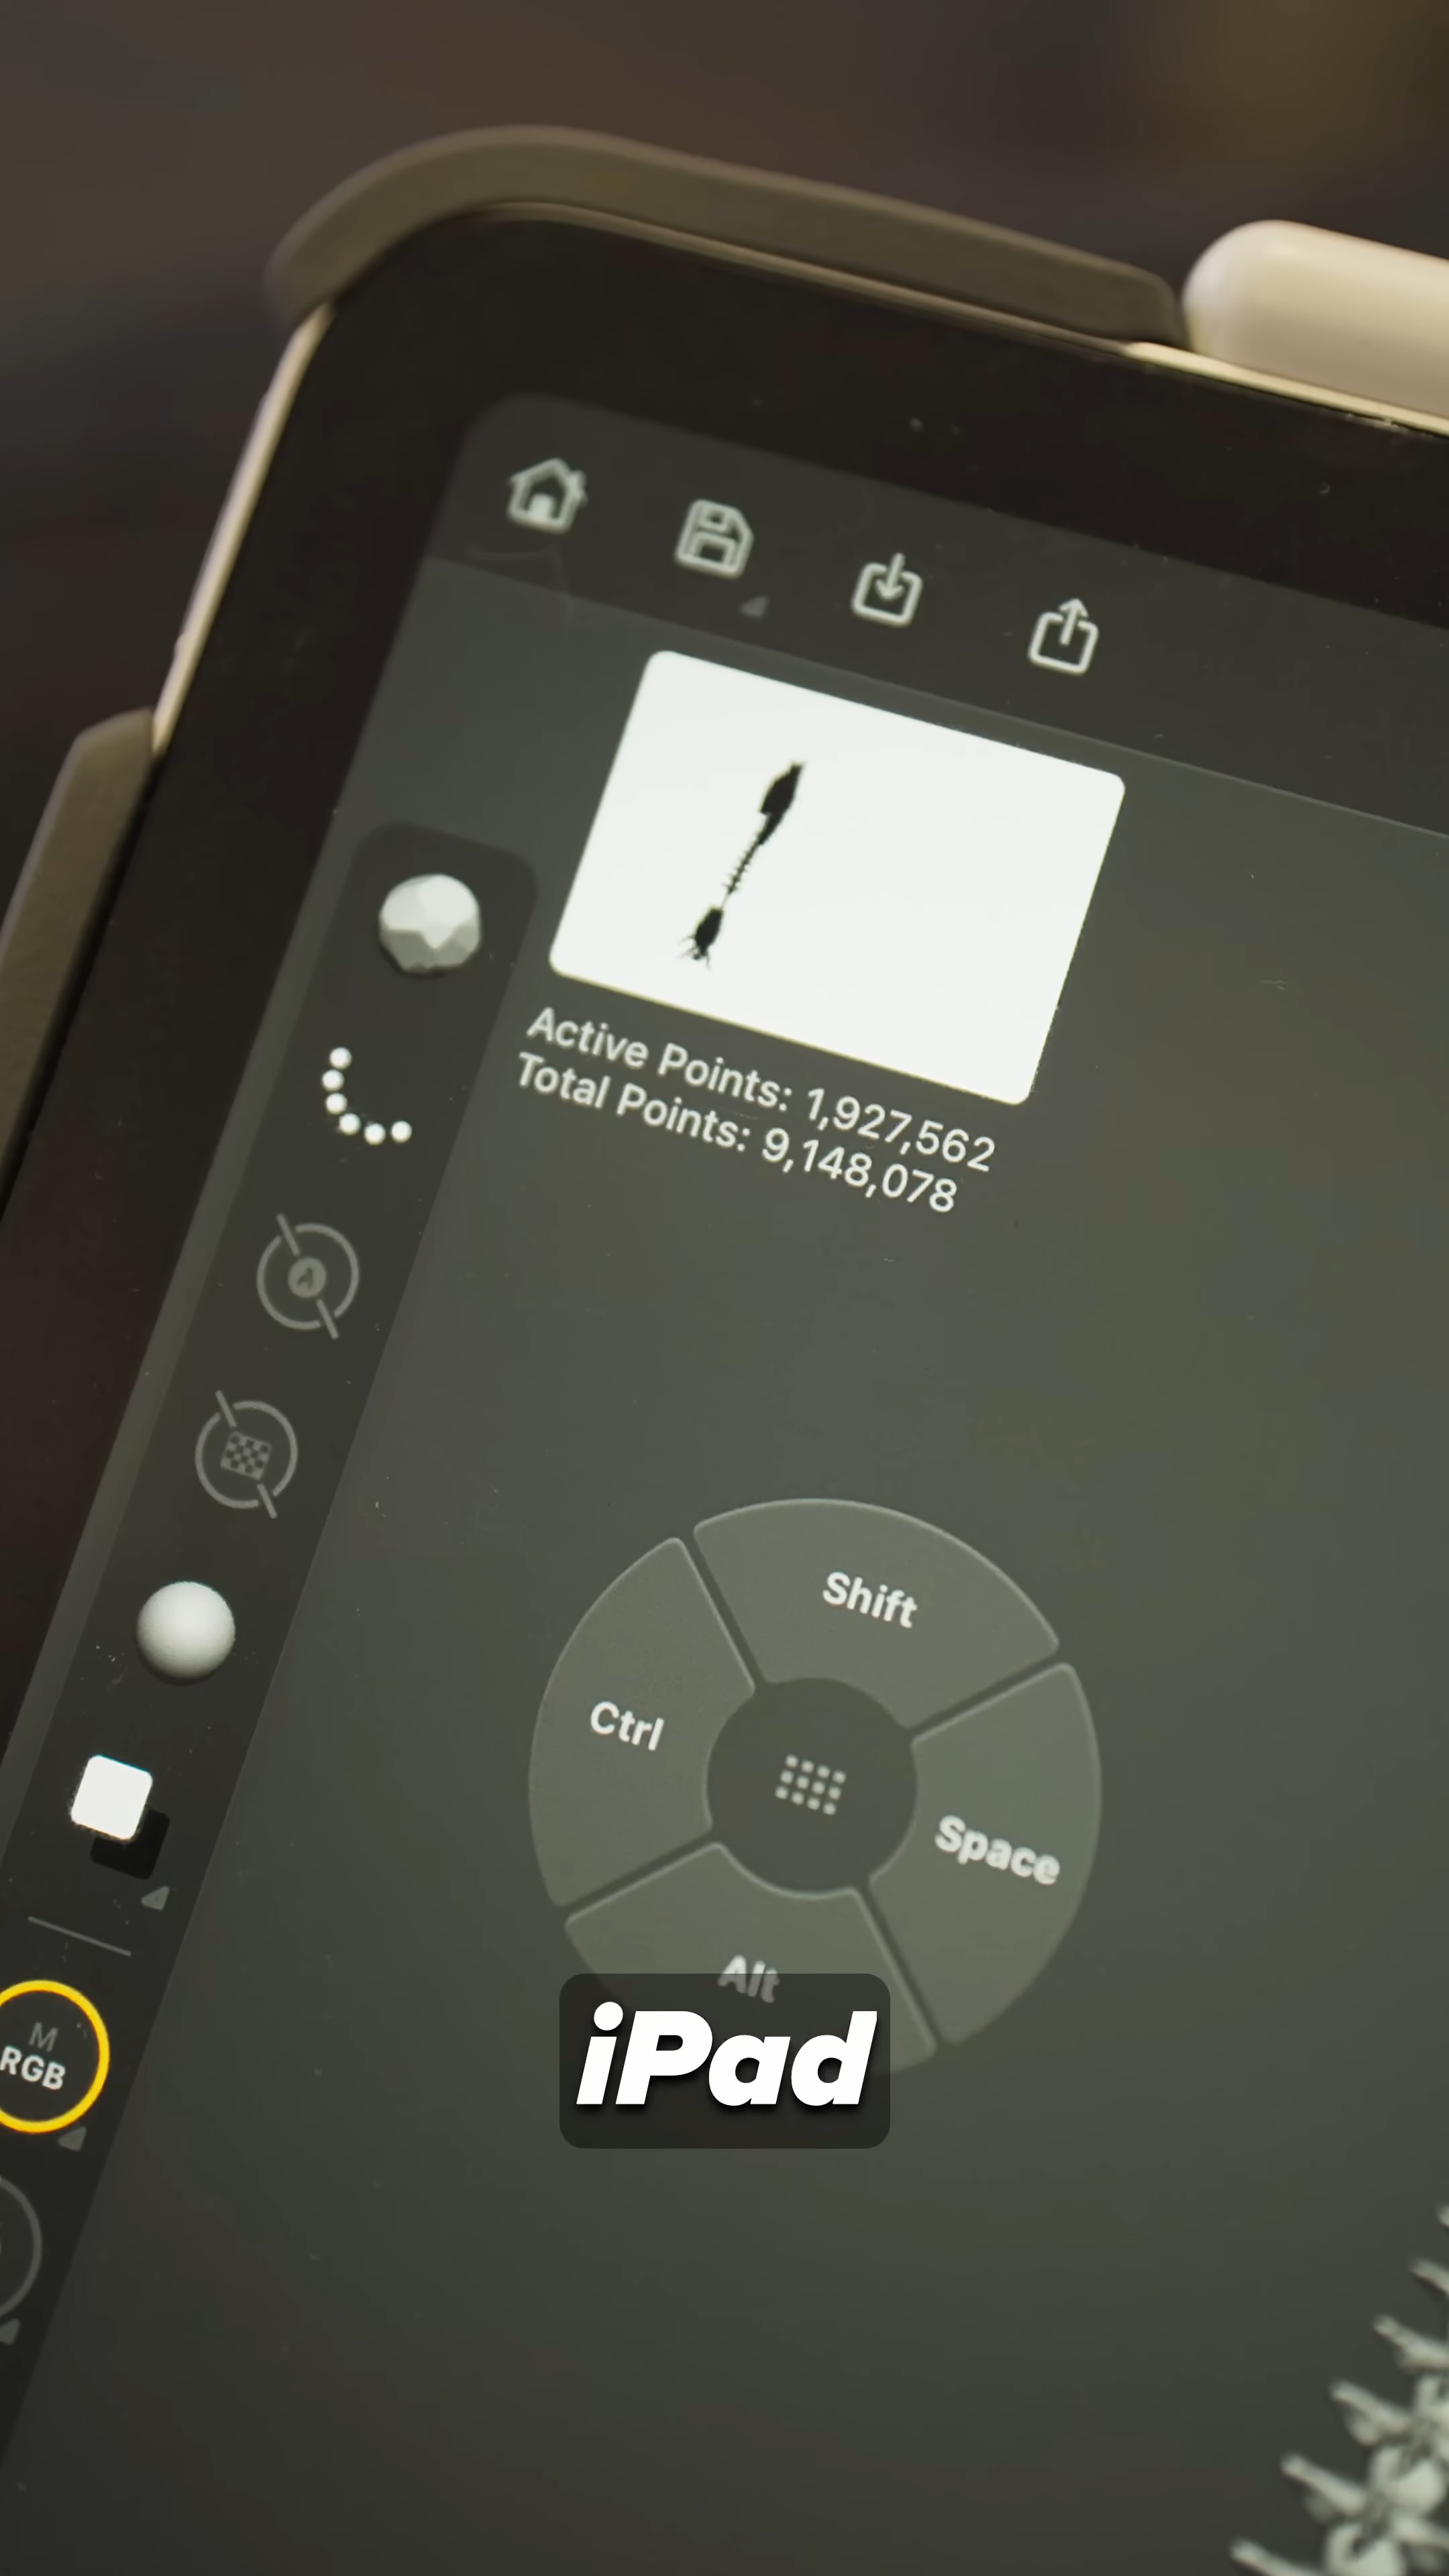 Active Points: 1,927,562
Total Points: 9,148,078
Shift
Ctrl
Space
Alt
iPad
M
RGB